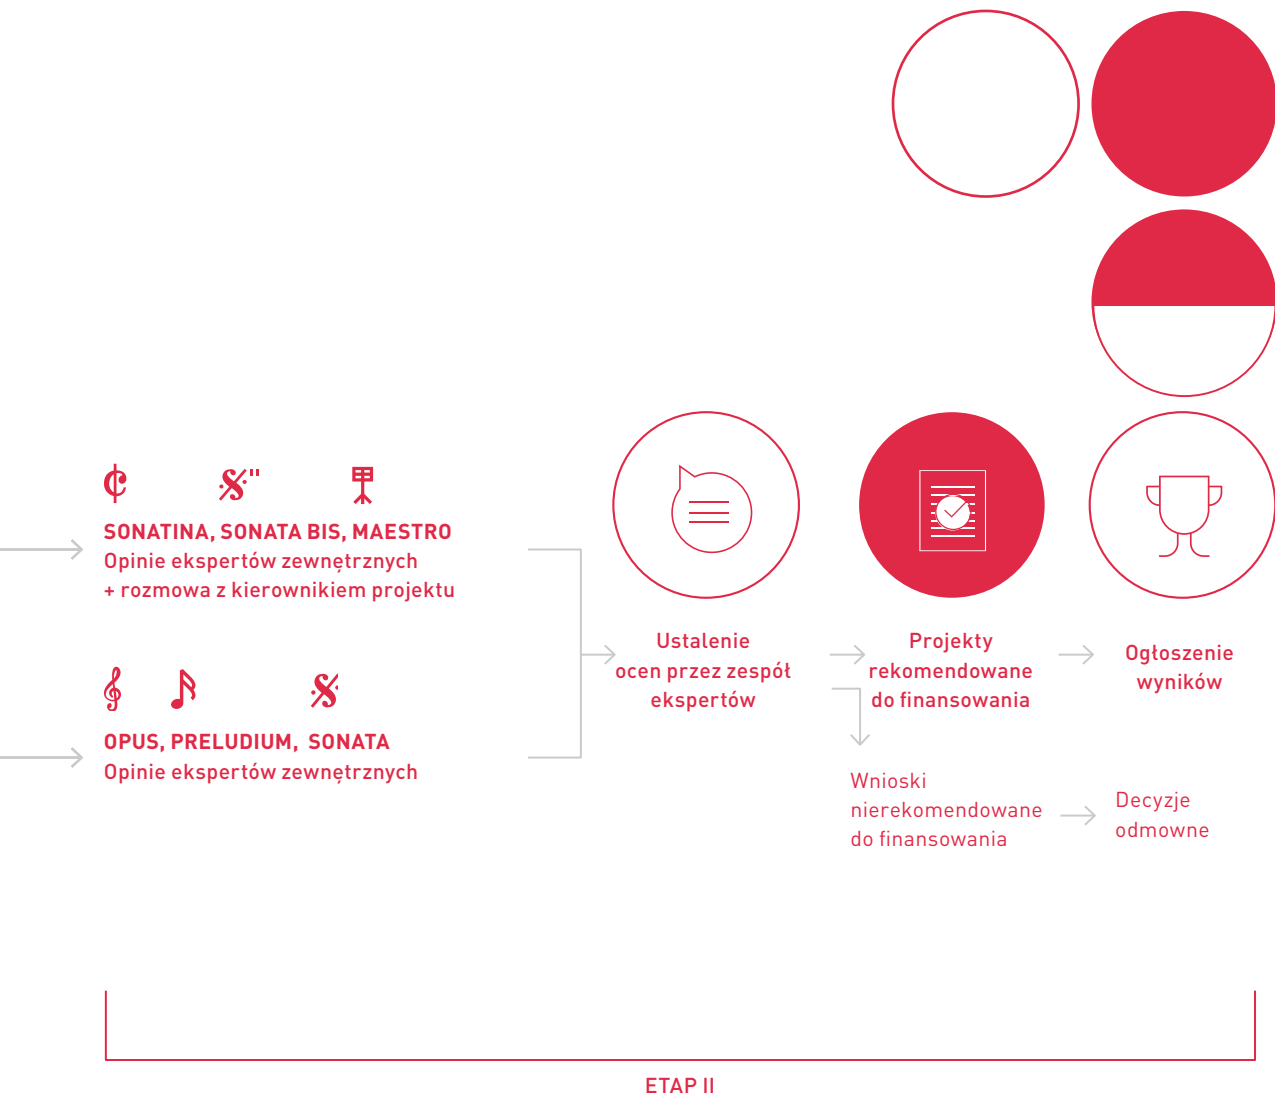 SONATINA, SONATA BIS, MAESTRO
Opinie ekspertów zewnętrznych
+ rozmowa z kierownikiem projektu
OPUS, PRELUDIUM, SONATA
Opinie ekspertów zewnętrznych
Ustalenie
ocen przez zespół
ekspertów
Projekty
rekomendowane
do finansowania
Ogłoszenie
wyników
Wnioski
nierekomendowane
do finansowania
Decyzje
odmowne
ETAP II